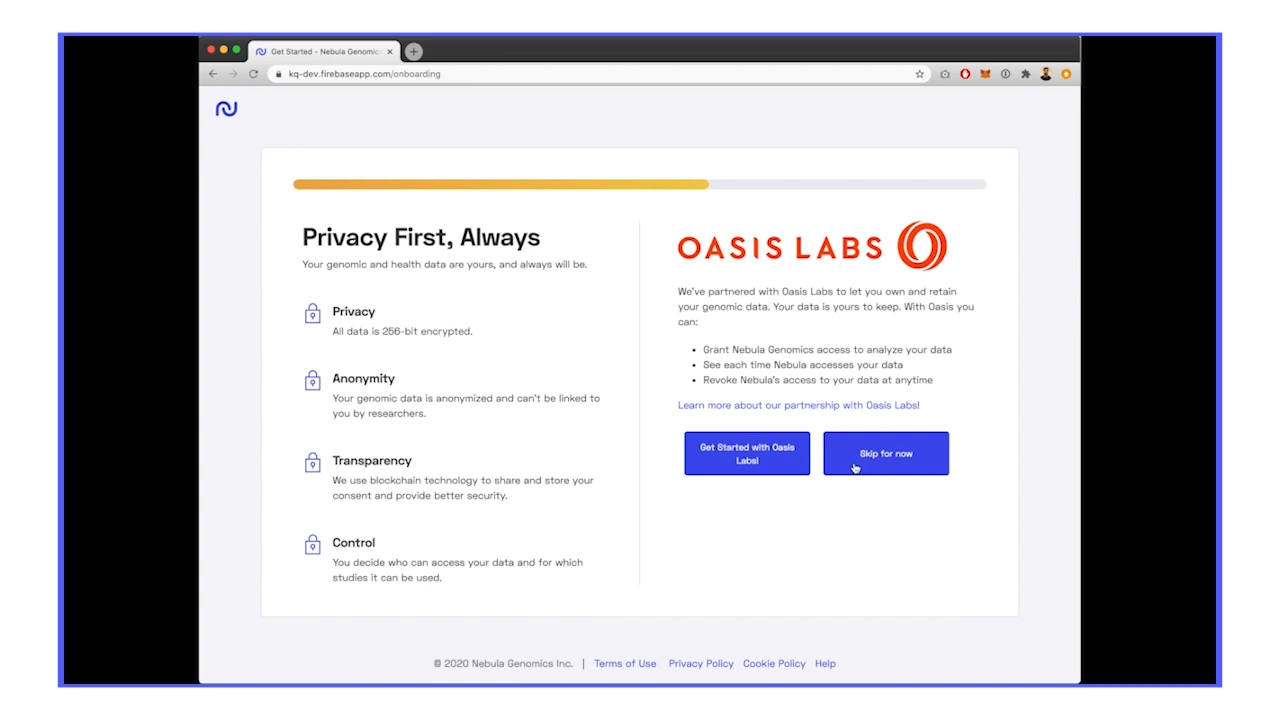 Get Started - Nebula Genomics
kq-dev.firebaseapp.com/onboarding
Privacy First, Always
Your genomic and health data are yours, and always will be.
Privacy
All data is 256-bit encrypted.
Anonymity
Your genomic data is anonymized and can't be linked to
you by researchers.
Transparency
We use blockchain technology to share and store your
consent and provide better security.
Control
You decide who can access your data and for which
studies it can be used.
OASIS LABS
We've partnered with Oasis Labs to let you own and retain
your genomic data. Your data is yours to keep. With Oasis you
can:
• Grant Nebula Genomics access to analyze your data
• See each time Nebula accesses your data
• Revoke Nebula's access to your data at anytime
Learn more about our partnership with Oasis Labs!
Get Started with Oasis
Labs!
Skip for now
© 2020 Nebula Genomics Inc. | Terms of Use Privacy Policy Cookie Policy Help